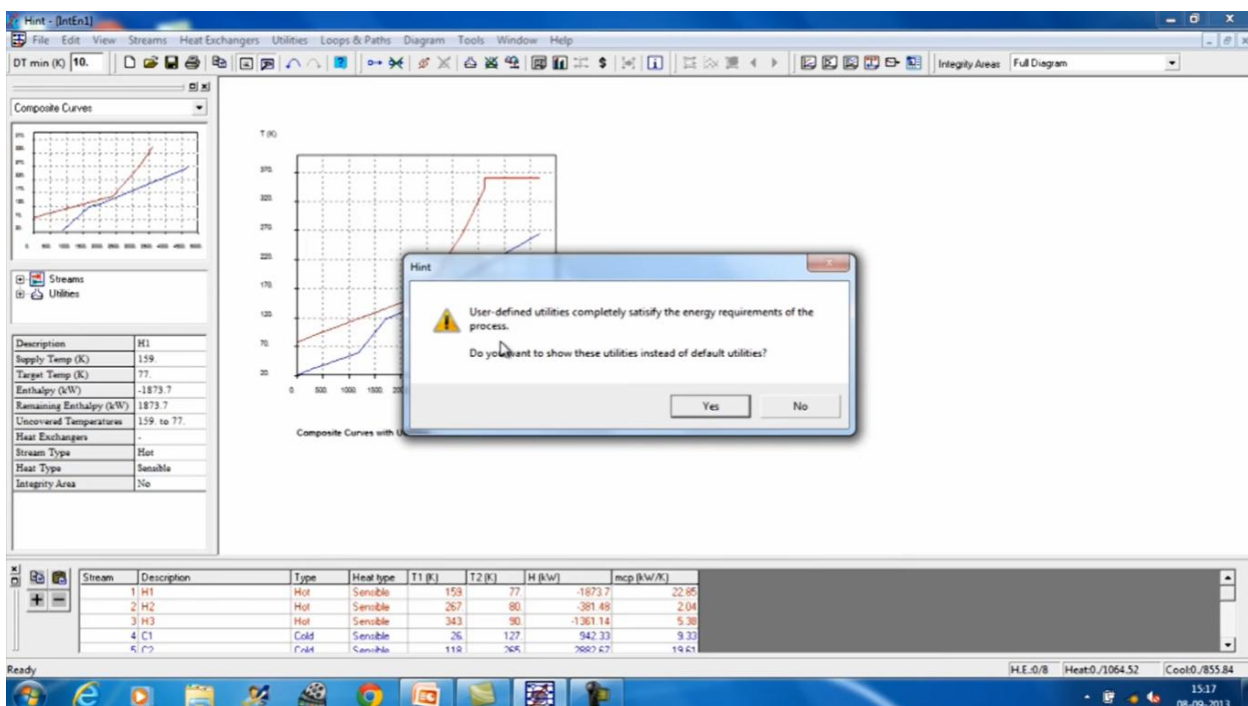 Hint - [IntEn1]
File Edit View Streams Heat Exchangers Utilities Loops & Paths Diagram Tools Window Help
DT min (K) 10. Integrity Areas Full Diagram
Composite Curves
T (K)
370.
320.
270.
220.
170.
120.
70.
20.
0. 500. 1000. 1500.
Composite Curves with U
Streams
Utilities
Description H1
Supply Temp (K) 159.
Target Temp (K) 77.
Enthalpy (kW) -1873.7
Remaining Enthalpy (kW) 1873.7
Uncovered Temperatures 159. to 77.
Heat Exchangers -
Stream Type Hot
Heat Type Sensible
Integrity Area No
Hint
User-defined utilities completely satisify the energy requirements of the
process.
Do you want to show these utilities instead of default utilities?
Yes No
Stream Description Type Heat type T1 (K) T2 (K) H (kW) mcp (kW/K)
1 H1 Hot Sensible 159. 77. -1873.7 22.85
2 H2 Hot Sensible 267. 80. -381.48 2.04
3 H3 Hot Sensible 343. 90. -1361.14 5.38
4 C1 Cold Sensible 26. 127. 942.33 9.33
5 C2 Cold Sensible 118. 265. 2882.67 19.61
Ready H.E.:0/8 Heat:0./1064.52 Cool:0./855.84
15:17
08-09-2013